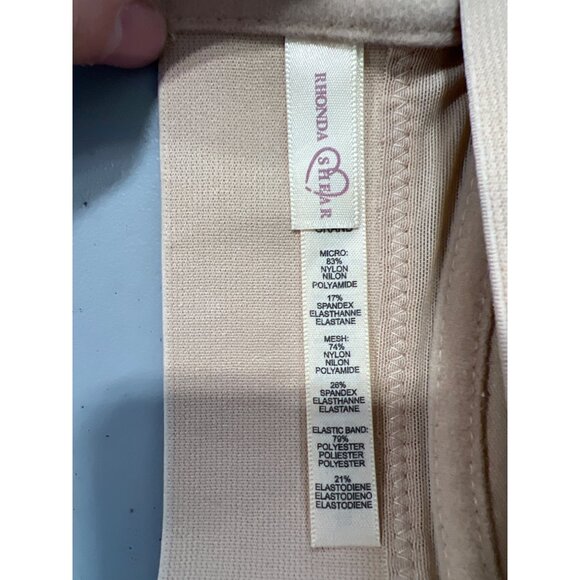 RHONDA SHEAR
MICRO:
83%
NYLON
NILON
POLYAMIDE
17%
SPANDEX
ELASTHANNE
ELASTANE
MESH:
74%
NYLON
NILON
POLYAMIDE
26%
SPANDEX
ELASTHANNE
ELASTANE
ELASTIC BAND:
79%
POLYESTER
POLIESTER
POLYESTER
21%
ELASTODIENE
ELASTODIENO
ELASTODIENE